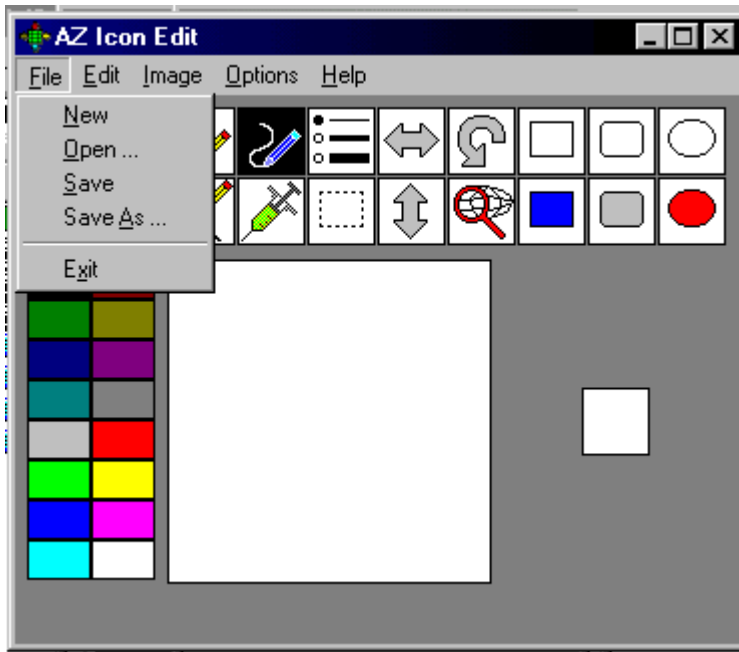 AZ Icon Edit
File Edit Image Options Help
New
Open ...
Save
Save As ...
Exit